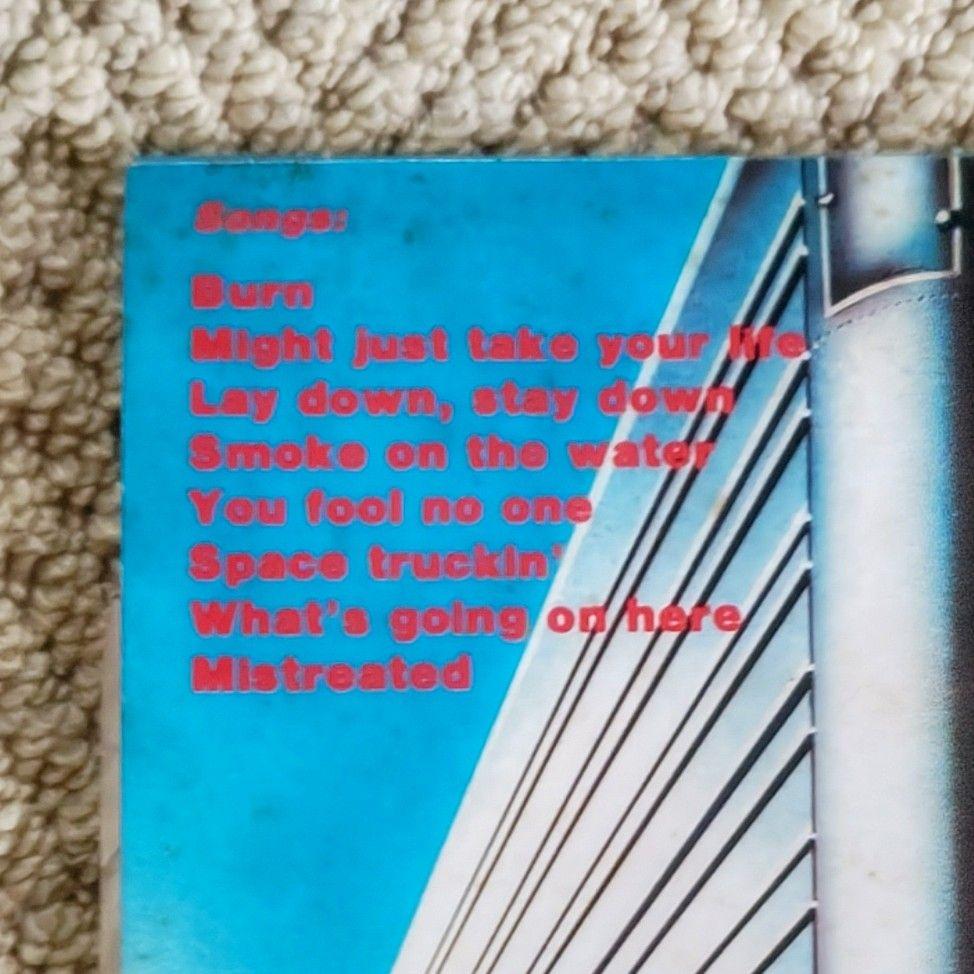 Songs:
Burn
Might just take your life
Lay down, stay down
Smoke on the water
You fool no one
Space truckin'
What's going on here
Mistreated